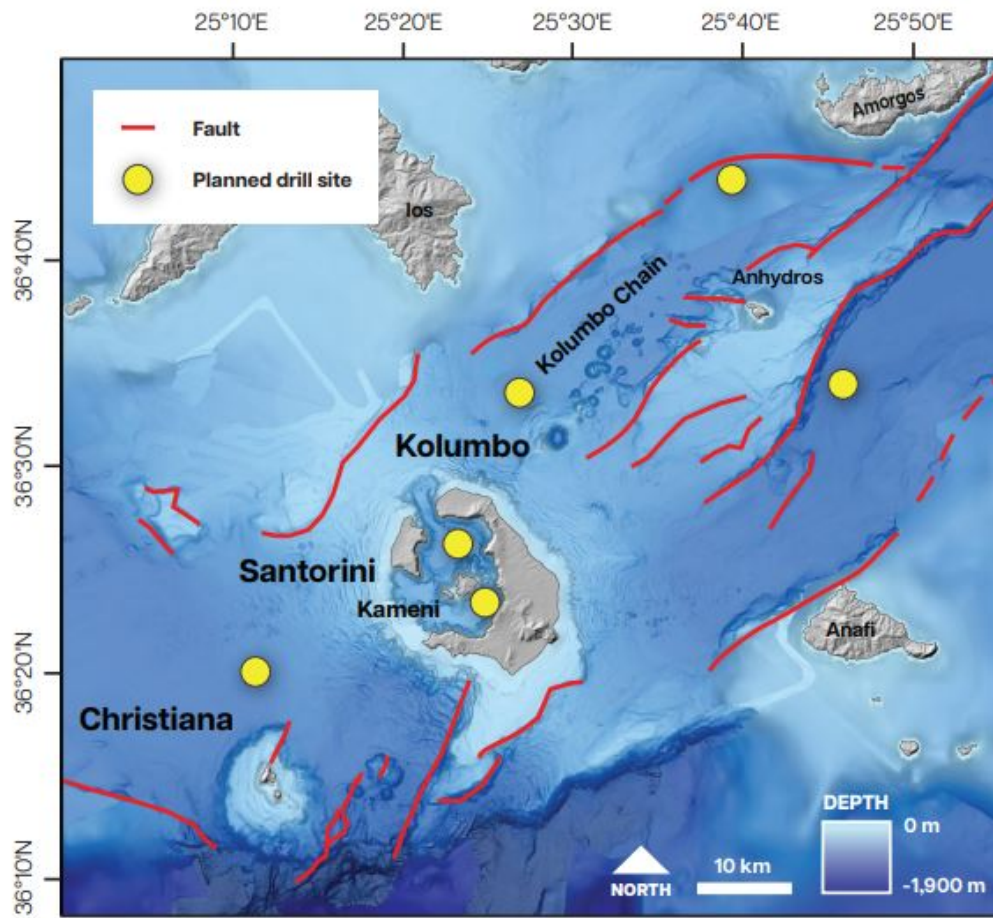 25°10'E
25°20'E
25°30'E
25°40'E
25°50'E
Fault
Planned drill site
Amorgos
Ios
36°40'N
Anhydros
Kolumbo Chain
Kolumbo
36°30'N
Santorini
Kameni
Anafi
36°20'N
Christiana
DEPTH
0 m
-1,900 m
10 km
NORTH
36°10'N